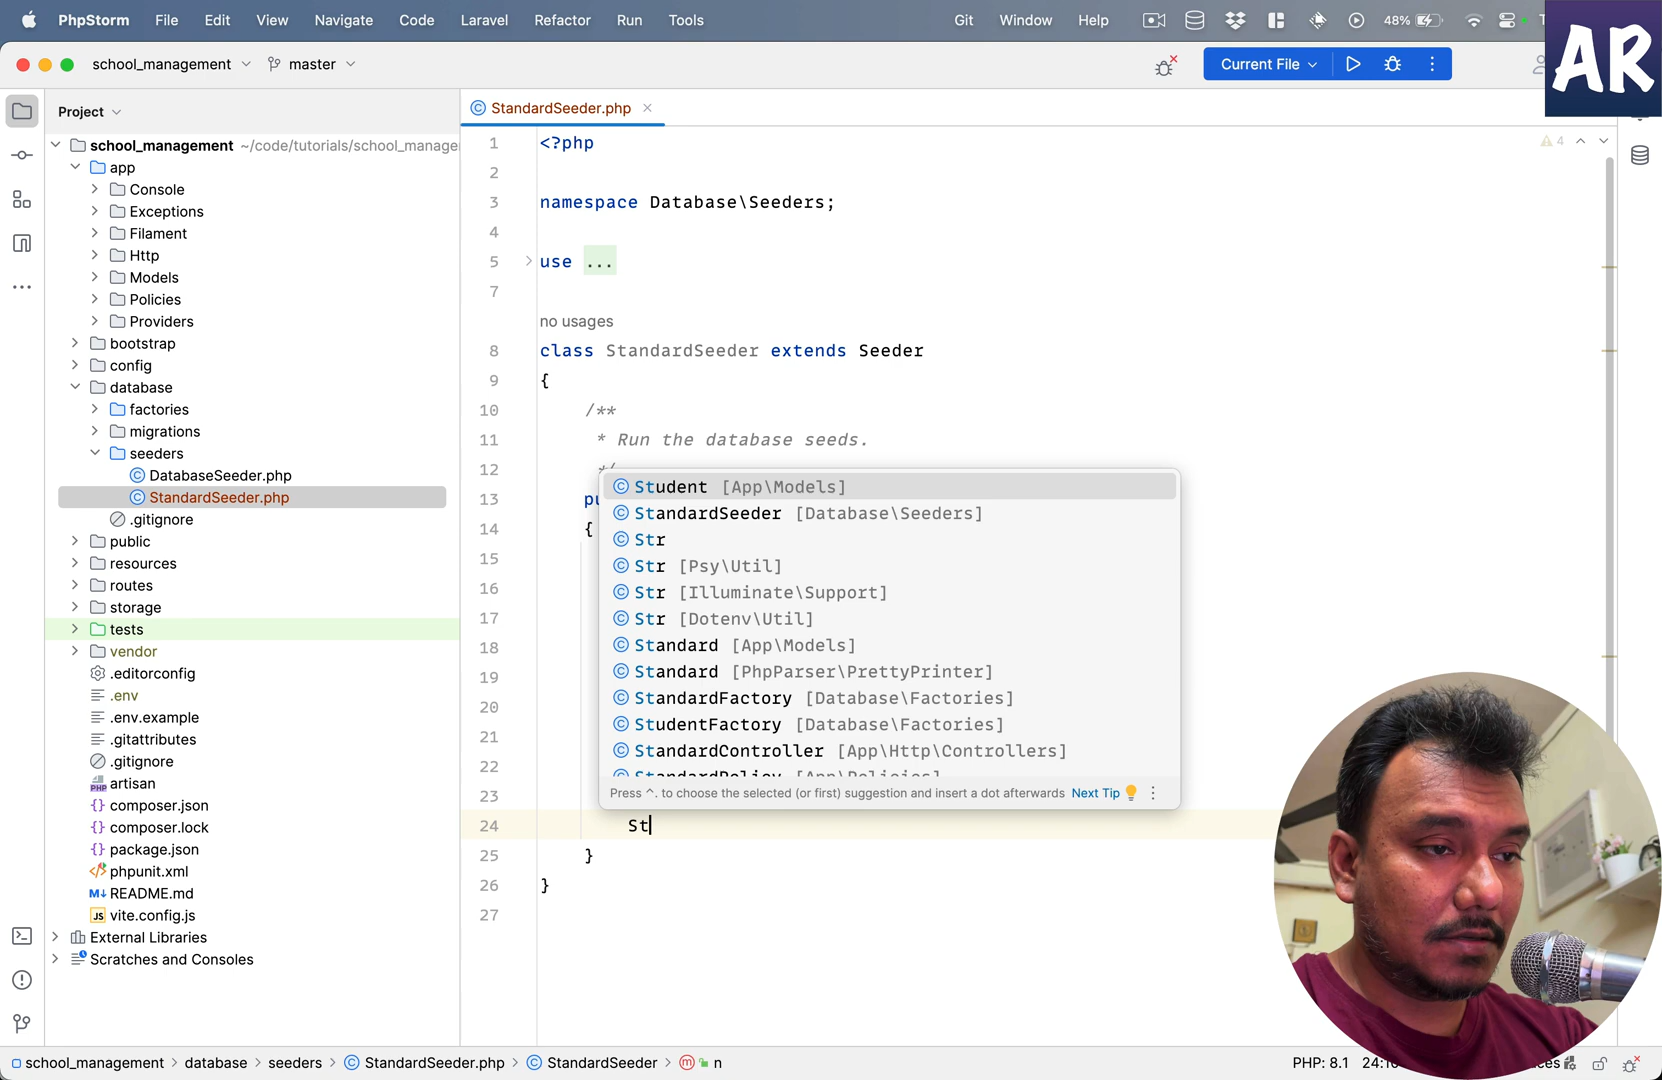 PhpStorm File Edit View Navigate Code Laravel Refactor Run Tools Git Window Help 48%
AR
school_management master Current File
Project
StandardSeeder.php
school_management ~/code/tutorials/school_manage
app
Console
Exceptions
Filament
Http
Models
Policies
Providers
bootstrap
config
database
factories
migrations
seeders
DatabaseSeeder.php
StandardSeeder.php
.gitignore
public
resources
routes
storage
tests
vendor
.editorconfig
.env
.env.example
.gitattributes
.gitignore
artisan
composer.json
composer.lock
package.json
phpunit.xml
README.md
vite.config.js
External Libraries
Scratches and Consoles
4
1 <?php
2
3 namespace Database\Seeders;
4
5 use ...
7
no usages
8 class StandardSeeder extends Seeder
9 {
10 /**
11 * Run the database seeds.
12 */
13 pu
14 {
15
16
17
18
19
20
21
22
23
24 St
25 }
26 }
27
Student [App\Models]
StandardSeeder [Database\Seeders]
Str
Str [Psy\Util]
Str [Illuminate\Support]
Str [Dotenv\Util]
Standard [App\Models]
Standard [PhpParser\PrettyPrinter]
StandardFactory [Database\Factories]
StudentFactory [Database\Factories]
StandardController [App\Http\Controllers]
StandardPolicy [App\Policies]
Press ^. to choose the selected (or first) suggestion and insert a dot afterwards Next Tip
school_management > database > seeders > StandardSeeder.php > StandardSeeder > n
PHP: 8.1